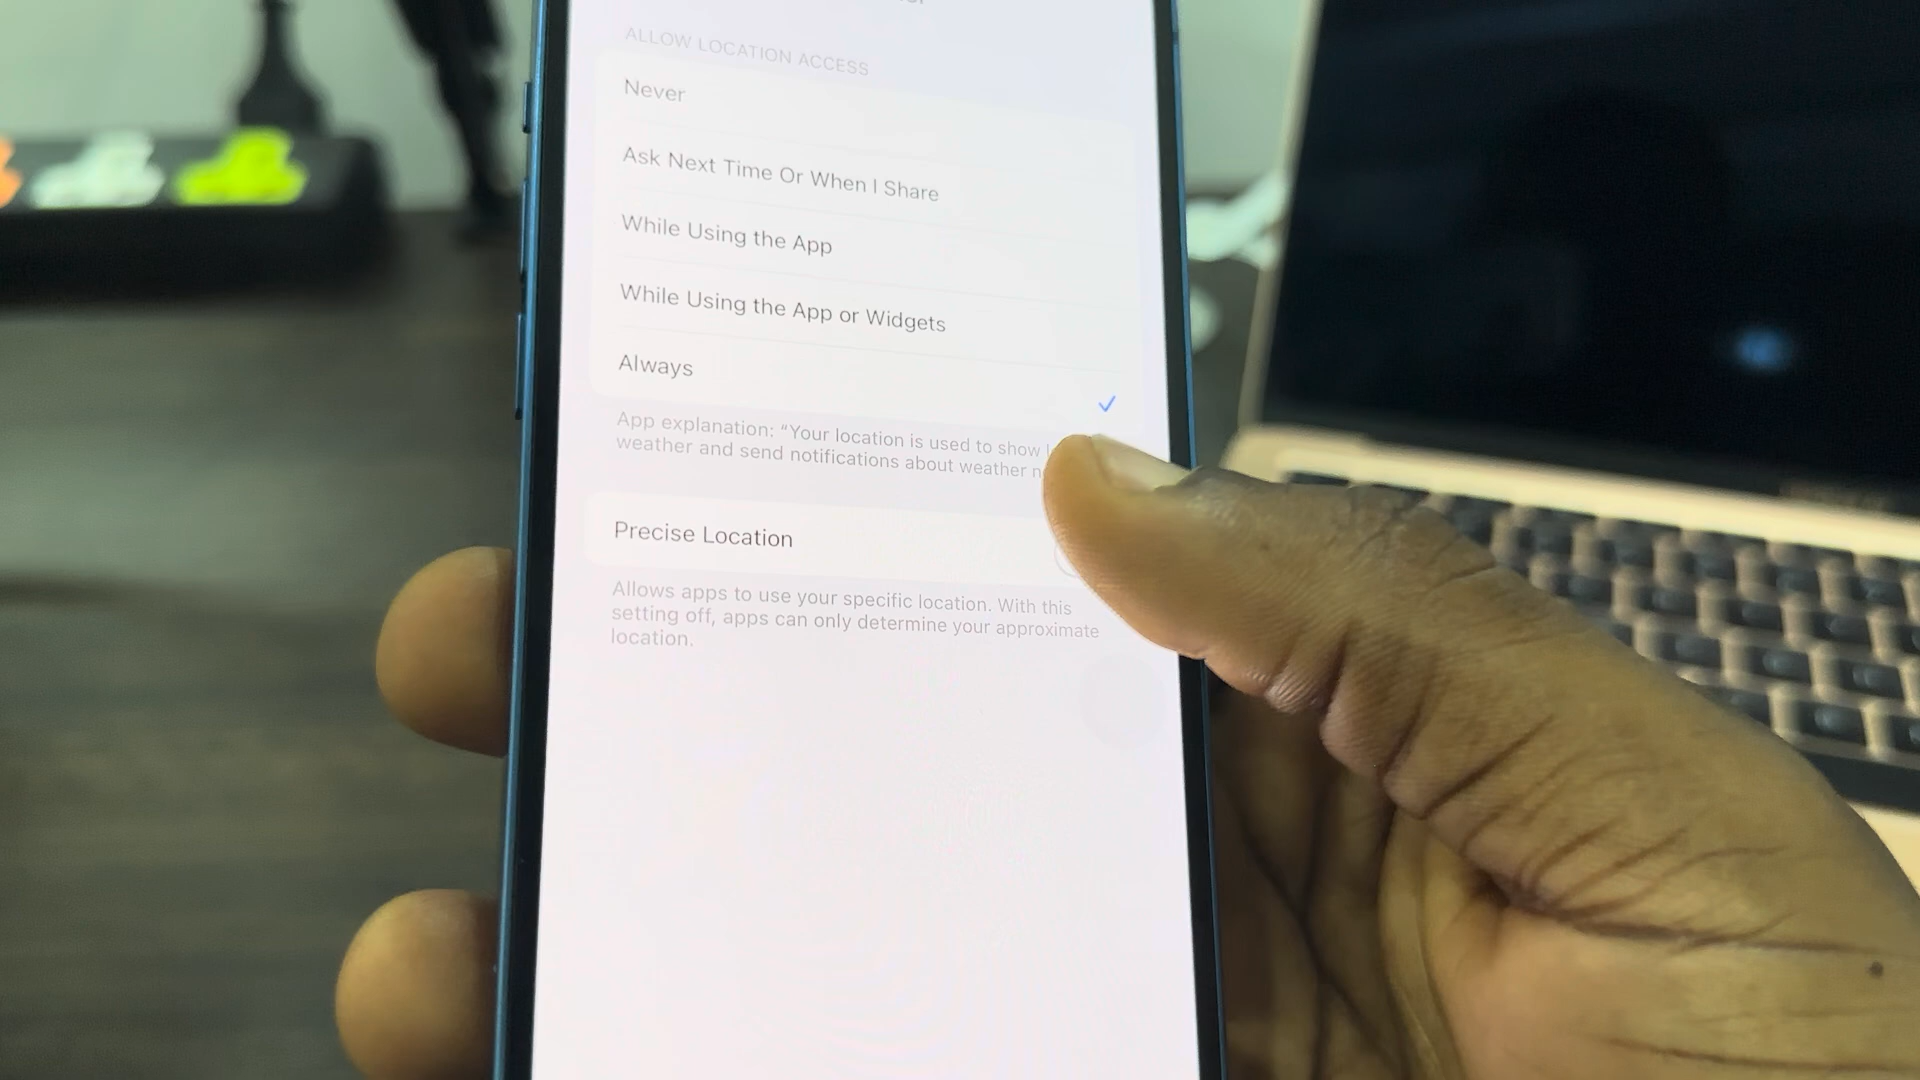 ALLOW LOCATION ACCESS
Never
Ask Next Time Or When I Share
While Using the App
While Using the App or Widgets
Always
App explanation: “Your location is used to show
weather and send notifications about weather
Precise Location
Allows apps to use your specific location. With this
setting off, apps can only determine your approximate
location.